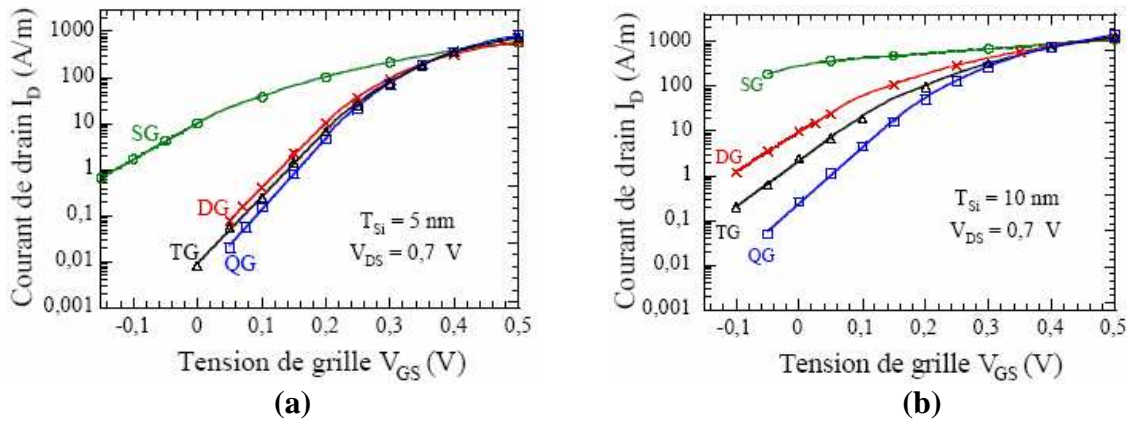 Courant de drain I_D (A/m)
1000
100
10
1
0,1
0,01
0,001
SG
DG
TG
QG
T_Si = 5 nm
V_DS = 0,7 V
-0,1 0 0,1 0,2 0,3 0,4 0,5
Tension de grille V_GS (V)
(a)
Courant de drain I_D (A/m)
1000
100
10
1
0.1
0.01
0.001
SG
DG
TG
QG
T_Si = 10 nm
V_DS = 0,7 V
-0,1 0 0,1 0,2 0,3 0,4 0,5
Tension de grille V_GS (V)
(b)